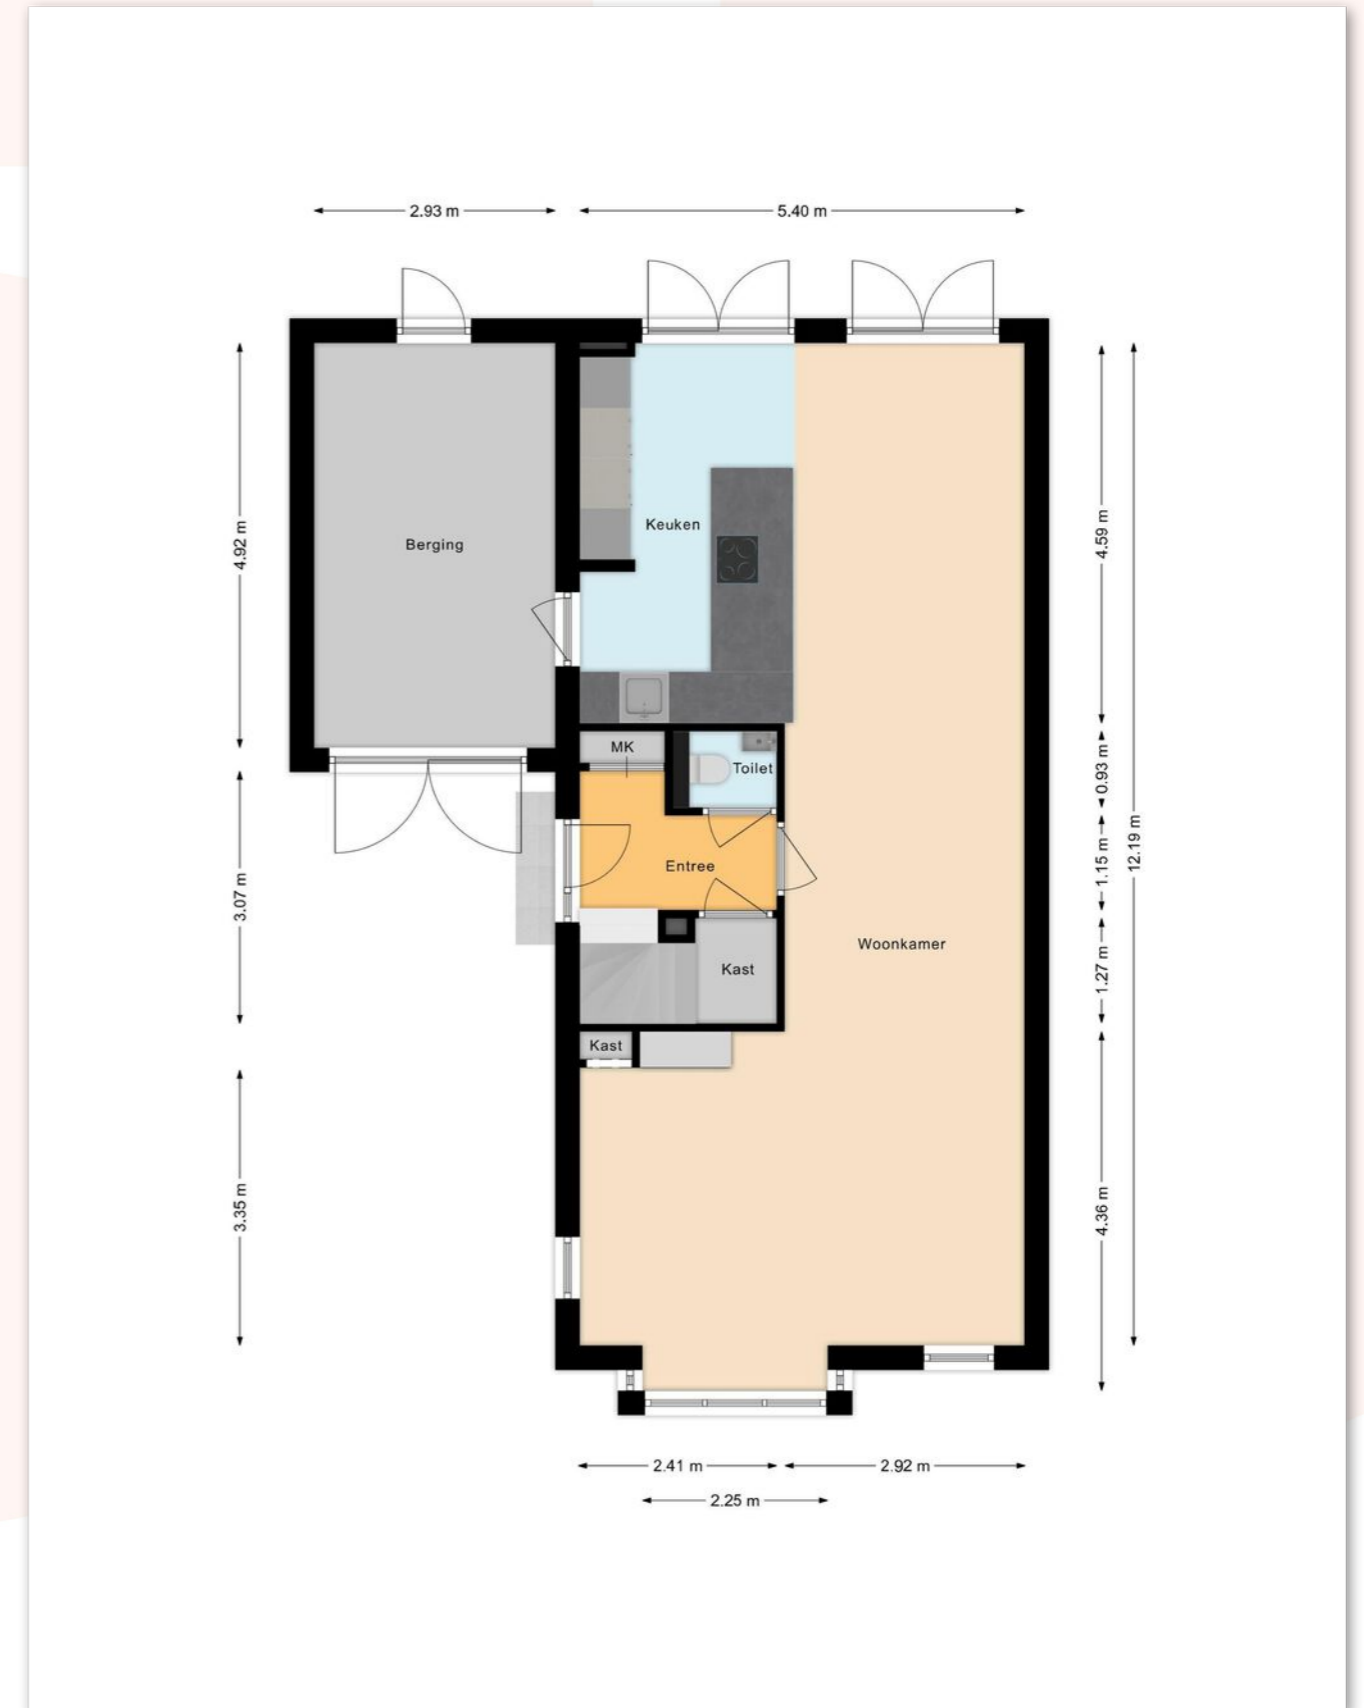 2.93 m
5.40 m
4.92 m
Berging
Keuken
4.59 m
MK
Toilet
0.93 m
Entree
1.15 m
12.19 m
3.07 m
Woonkamer
Kast
1.27 m
Kast
3.35 m
4.36 m
2.41 m
2.92 m
2.25 m